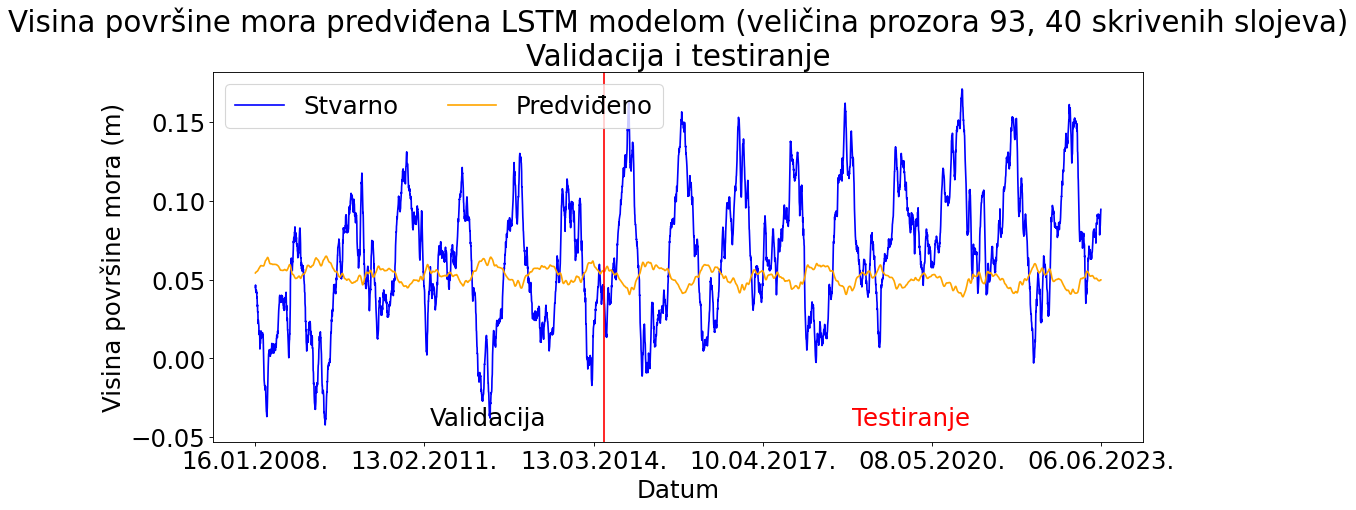 Visina površine mora predviđena LSTM modelom (veličina prozora 93, 40 skrivenih slojeva)
Validacija i testiranje
Stvarno
Predviđeno
Visina površine mora (m)
0.15
0.10
0.05
0.00
−0.05
Validacija
Testiranje
16.01.2008.
13.02.2011.
13.03.2014.
10.04.2017.
08.05.2020.
06.06.2023.
Datum